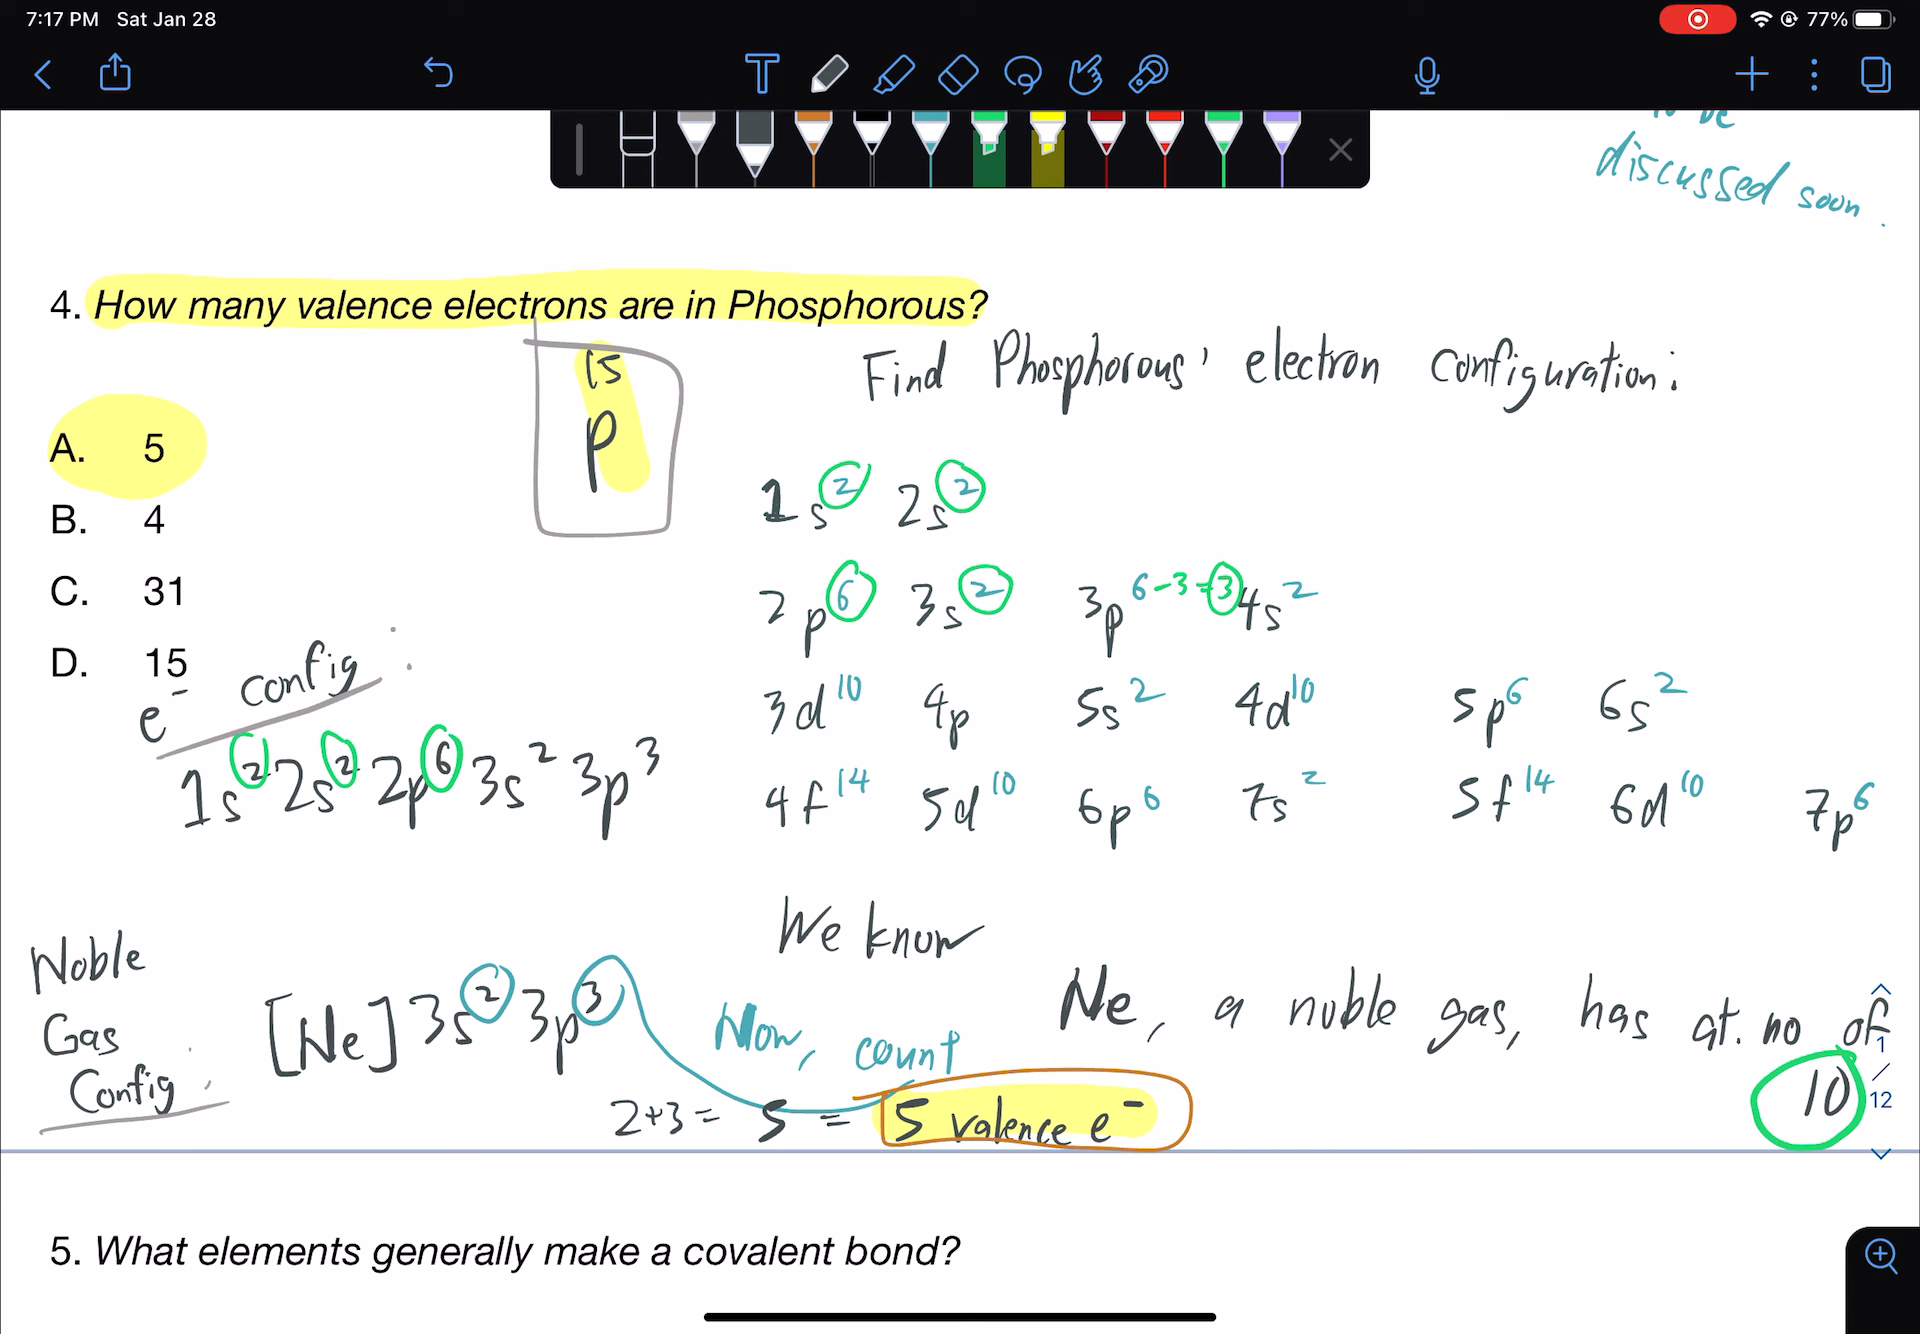 7:17 PM Sat Jan 28 77%
to be
discussed soon.
4. How many valence electrons are in Phosphorous?
15
P
Find Phosphorous' electron configuration:
A. 5
B. 4
C. 31
D. 15
1s2 2s2
2p6 3s2 3p6-3=3 4s2
3d10 4p 5s2 4d10 5p6 6s2
4f14 5d10 6p6 7s2 5f14 6d10 7p6
e- config:
1s2 2s2 2p6 3s2 3p3
We know
Ne, a noble gas, has at. no of
10
Noble
Gas
Config:
[Ne] 3s2 3p3
Now, count
2+3 = 5 = 5 valence e-
1
/
12
5. What elements generally make a covalent bond?